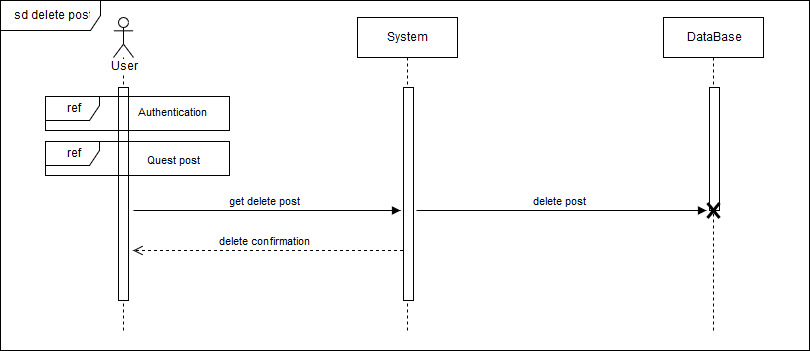 sd delete post
User
System
DataBase
ref
Authentication
ref
Quest post
get delete post
delete post
delete confirmation